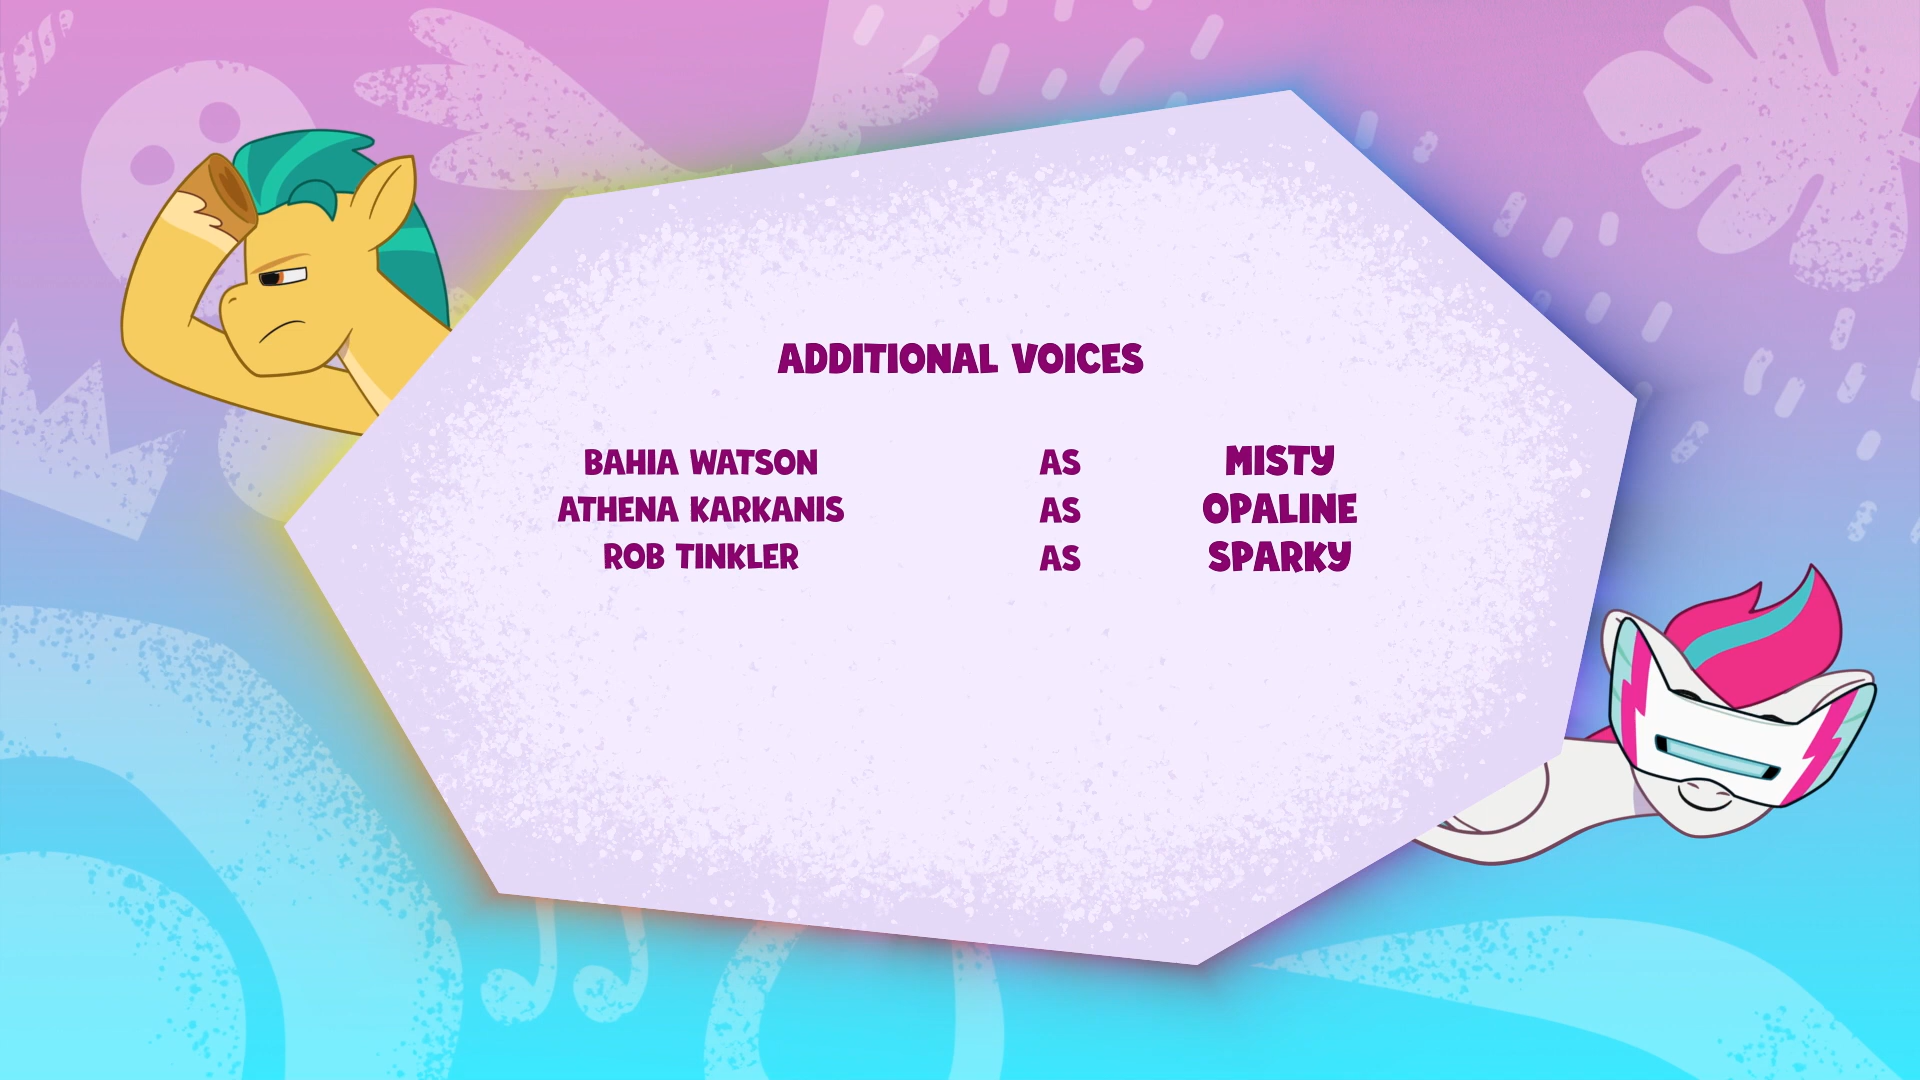 ADDITIONAL VOICES
BAHIA WATSON AS MISTY
ATHENA KARKANIS AS OPALINE
ROB TINKLER AS SPARKY